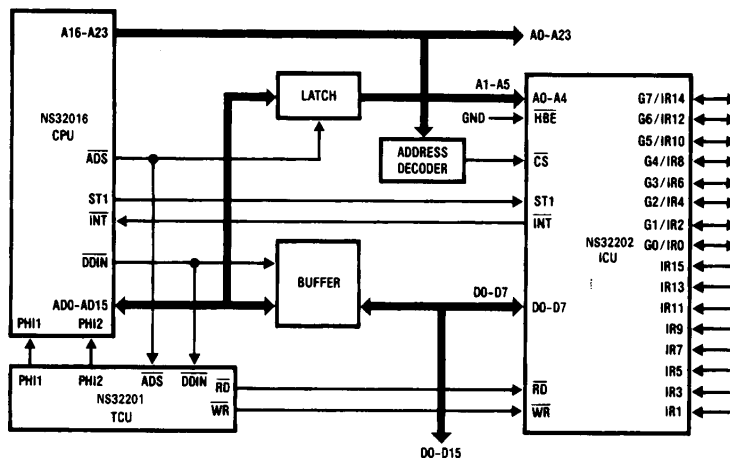 A16-A23
A0-A23
NS32016
CPU
LATCH
A1-A5
A0-A4
GND
HBE
ADDRESS
DECODER
CS
ADS
ST1
INT
ST1
INT
DDIN
BUFFER
AD0-AD15
D0-D7
D0-D7
PHI1 PHI2
PHI1 PHI2 ADS DDIN RD
WR
NS32201
TCU
NS32202
ICU
RD
WR
G7/IR14
G6/IR12
G5/IR10
G4/IR8
G3/IR6
G2/IR4
G1/IR2
G0/IR0
IR15
IR13
IR11
IR9
IR7
IR5
IR3
IR1
D0-D15